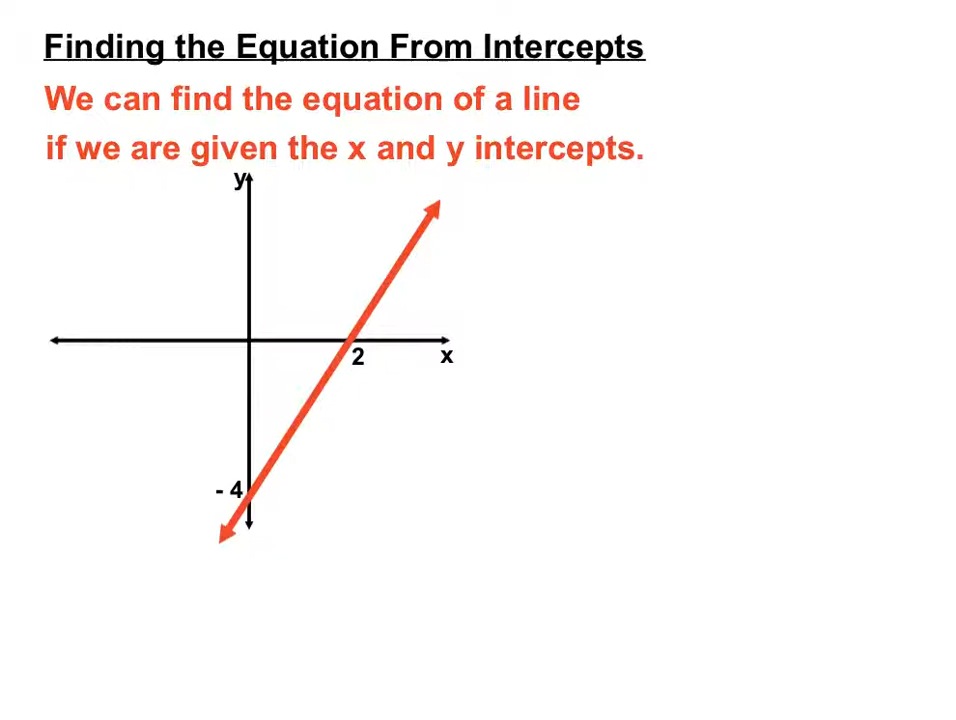 Finding the Equation From Intercepts
We can find the equation of a line
if we are given the x and y intercepts.
y
2
x
- 4